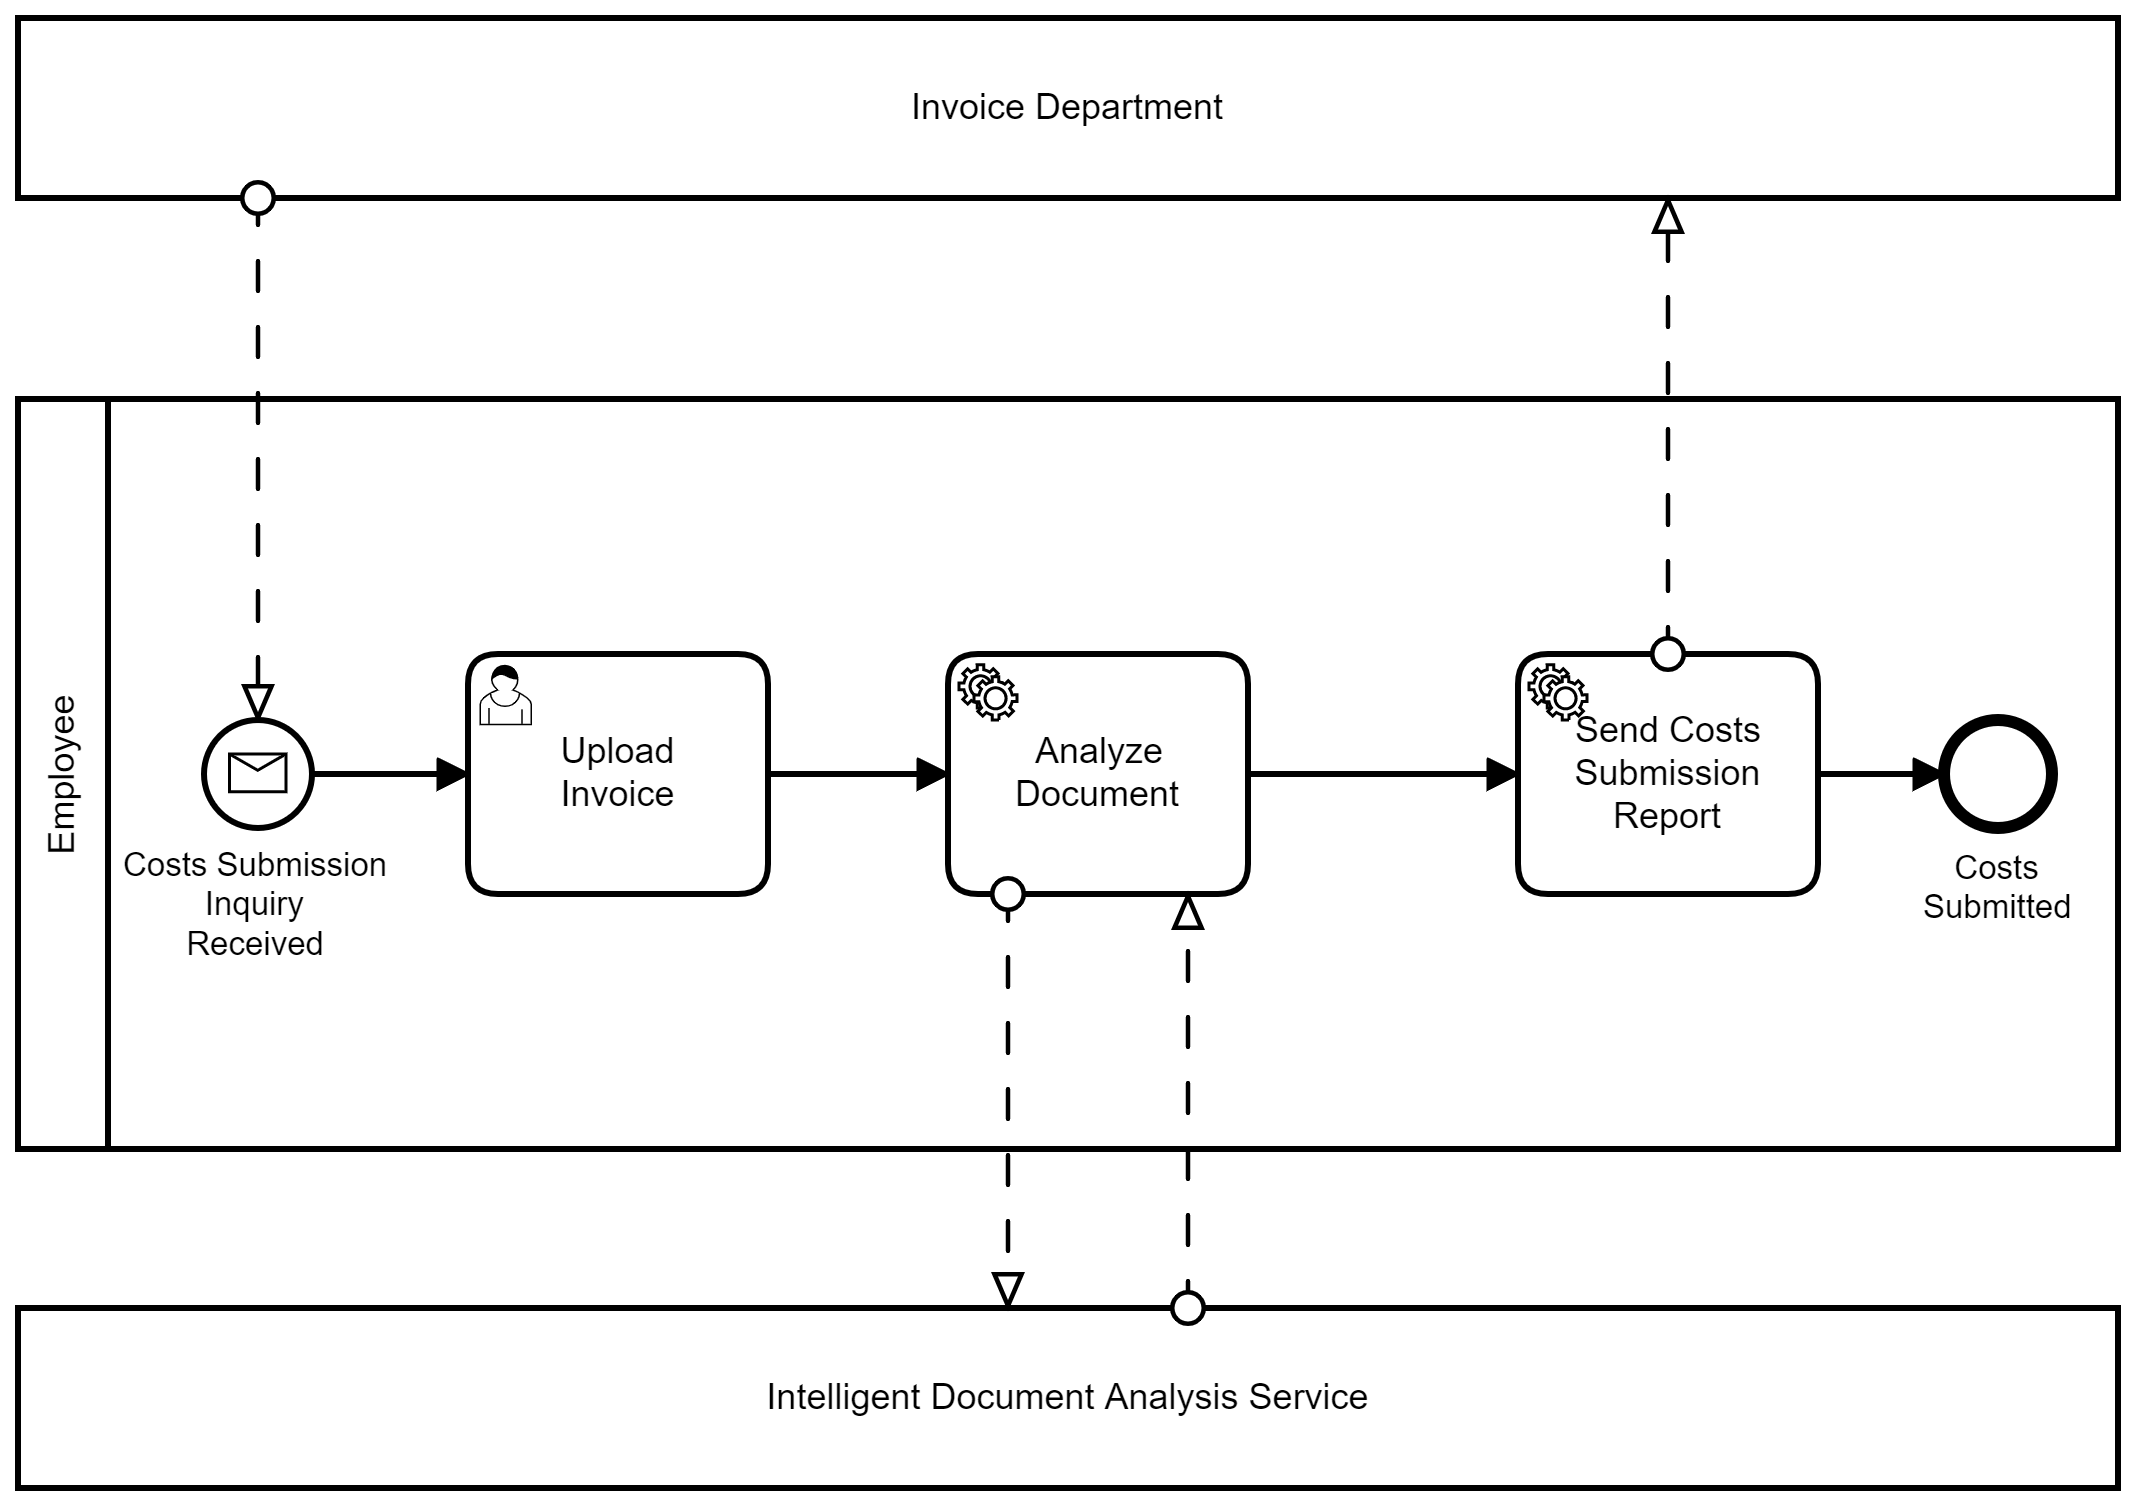 Invoice Department
Employee
Costs Submission
Inquiry
Received
Upload
Invoice
Analyze
Document
Send Costs
Submission
Report
Costs
Submitted
Intelligent Document Analysis Service